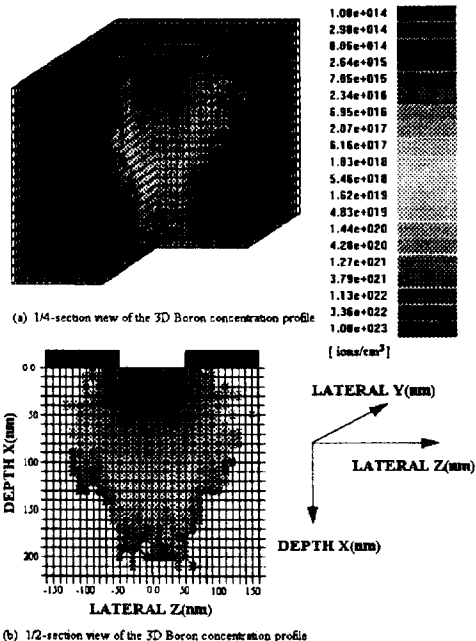 1.00e+014
2.98e+014
8.86e+014
2.64e+015
7.85e+015
2.34e+016
6.95e+016
2.07e+017
6.16e+017
1.83e+018
5.46e+018
1.62e+019
4.83e+019
1.44e+020
4.28e+020
1.27e+021
3.79e+021
1.13e+022
3.36e+022
1.00e+023
[ ions/cm³]
(a) 1/4-section view of the 3D Boron concentration profile
0.0
50
100
150
200
DEPTH X(nm)
-150 -100 -50 0.0 50 100 150
LATERAL Z(nm)
LATERAL Y(nm)
LATERAL Z(nm)
DEPTH X(nm)
(b) 1/2-section view of the 3D Boron concentration profile